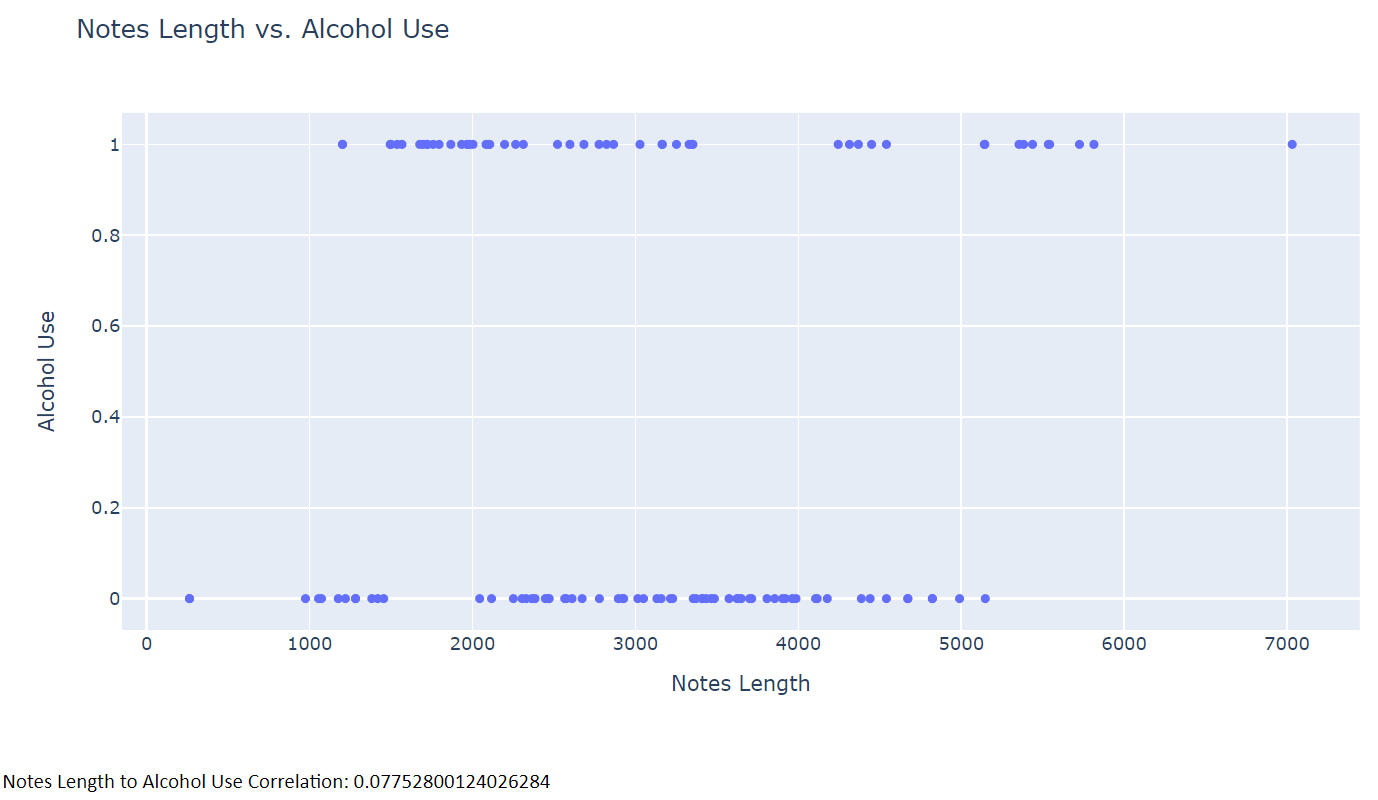 Notes Length vs. Alcohol Use
1
0.8
0.6
0.4
0.2
0
Alcohol Use
0 1000 2000 3000 4000 5000 6000 7000
Notes Length
Notes Length to Alcohol Use Correlation: 0.07752800124026284